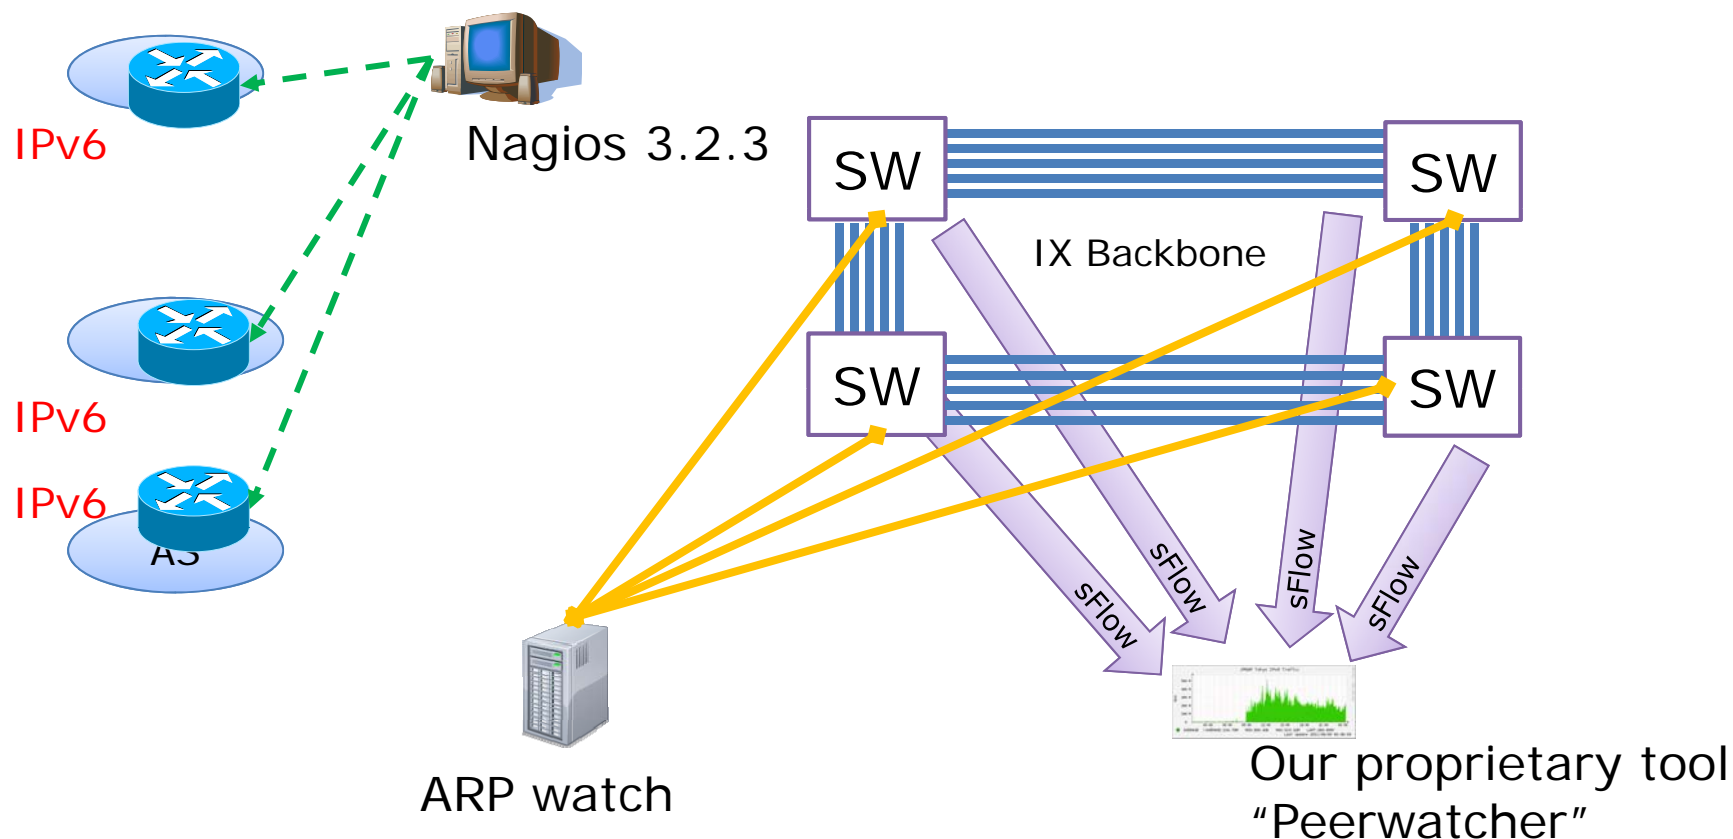 IPv6
Nagios 3.2.3
SW
SW
IX Backbone
SW
SW
IPv6
IPv6
AS
sFlow
sFlow
sFlow
sFlow
ARP watch
Our proprietary tool
“Peerwatcher”